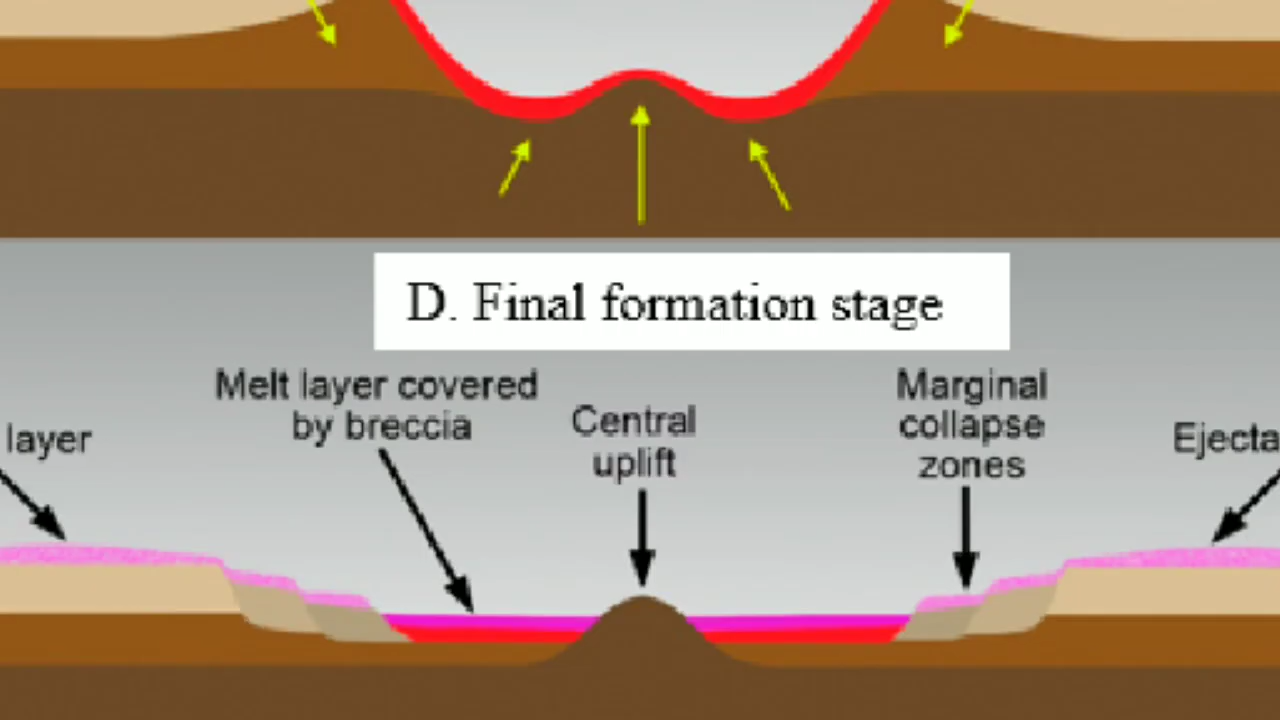 D. Final formation stage
Melt layer covered
by breccia
Central
uplift
Marginal
collapse
zones
layer
Ejecta